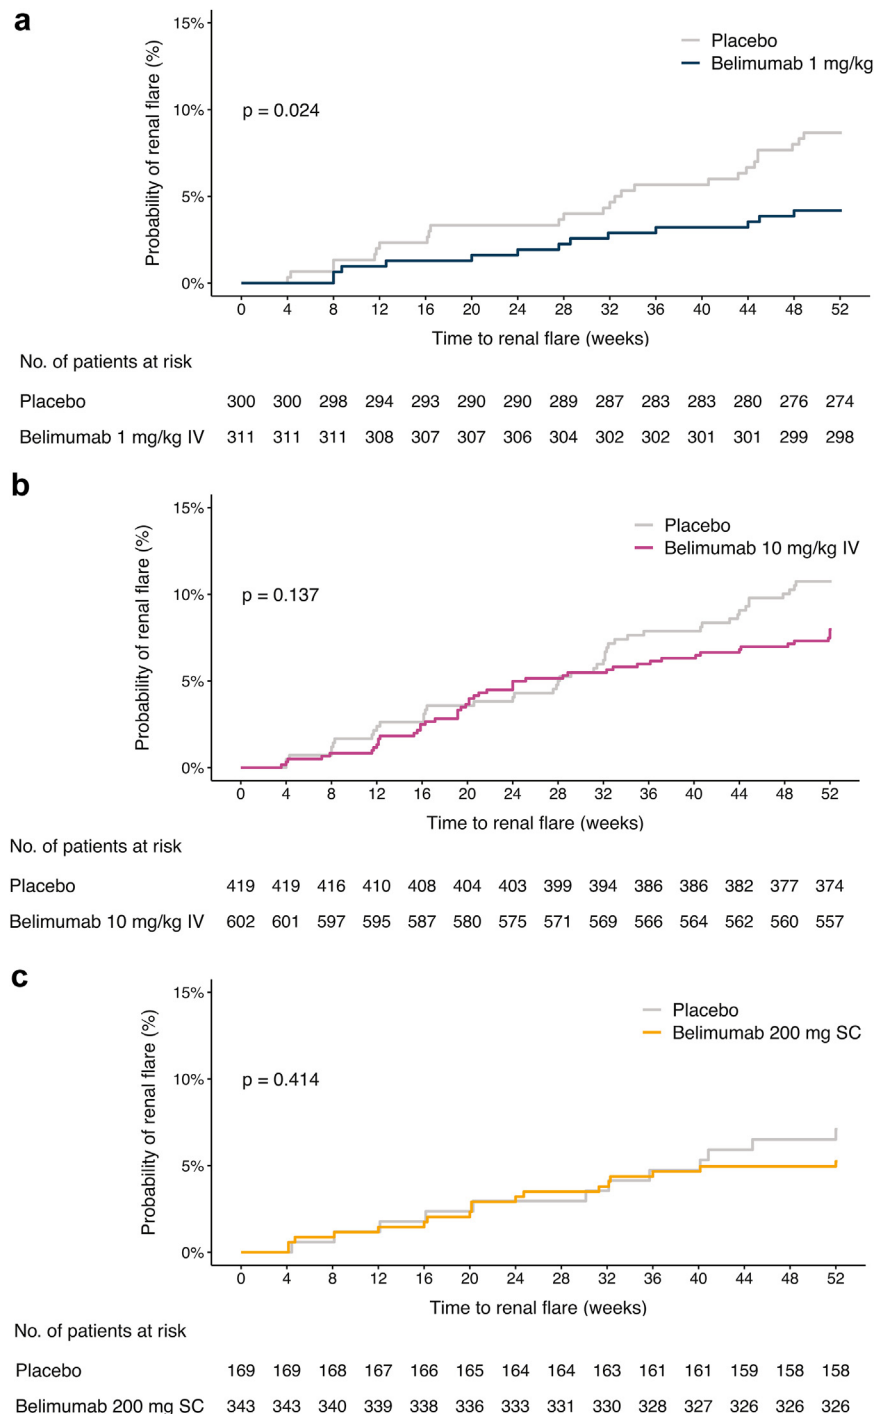 a
15%
10%
5%
0%
Probability of renal flare (%)
Placebo
Belimumab 1 mg/kg
p = 0.024
0 4 8 12 16 20 24 28 32 36 40 44 48 52
Time to renal flare (weeks)
No. of patients at risk
Placebo 300 300 298 294 293 290 290 289 287 283 283 280 276 274
Belimumab 1 mg/kg IV 311 311 311 308 307 307 306 304 302 302 301 301 299 298
b
15%
10%
5%
0%
Probability of renal flare (%)
Placebo
Belimumab 10 mg/kg IV
p = 0.137
0 4 8 12 16 20 24 28 32 36 40 44 48 52
Time to renal flare (weeks)
No. of patients at risk
Placebo 419 419 416 410 408 404 403 399 394 386 386 382 377 374
Belimumab 10 mg/kg IV 602 601 597 595 587 580 575 571 569 566 564 562 560 557
c
15%
10%
5%
0%
Probability of renal flare (%)
Placebo
Belimumab 200 mg SC
p = 0.414
0 4 8 12 16 20 24 28 32 36 40 44 48 52
Time to renal flare (weeks)
No. of patients at risk
Placebo 169 169 168 167 166 165 164 164 163 161 161 159 158 158
Belimumab 200 mg SC 343 343 340 339 338 336 333 331 330 328 327 326 326 326